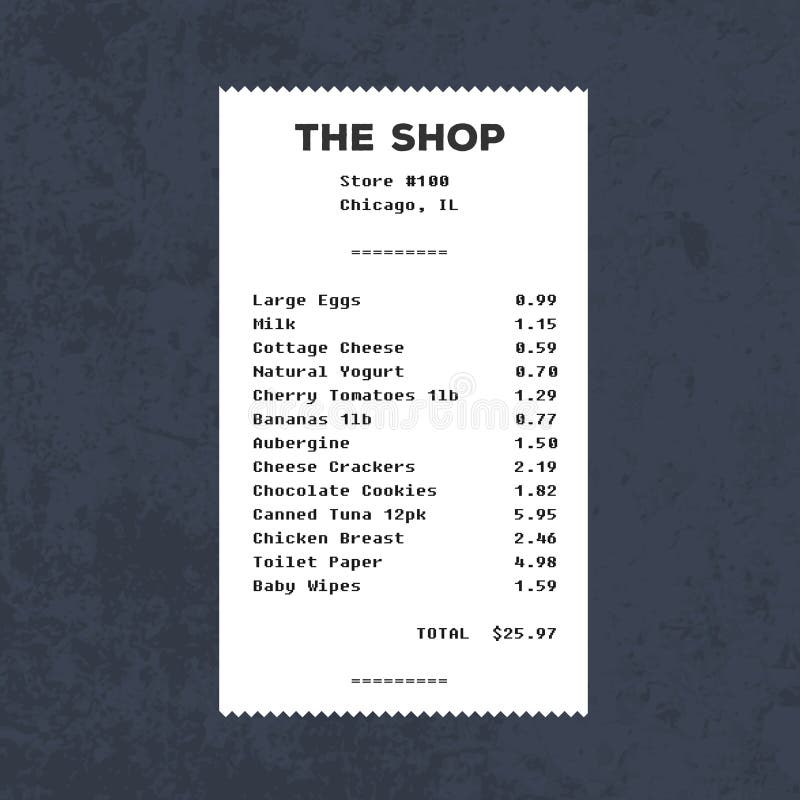 THE SHOP
Store #100
Chicago, IL
=========
Large Eggs 0.99
Milk 1.15
Cottage Cheese 0.59
Natural Yogurt 0.70
Cherry Tomatoes 1lb 1.29
Bananas 1lb 0.77
Aubergine 1.50
Cheese Crackers 2.19
Chocolate Cookies 1.82
Canned Tuna 12pk 5.95
Chicken Breast 2.46
Toilet Paper 4.98
Baby Wipes 1.59
TOTAL $25.97
=========